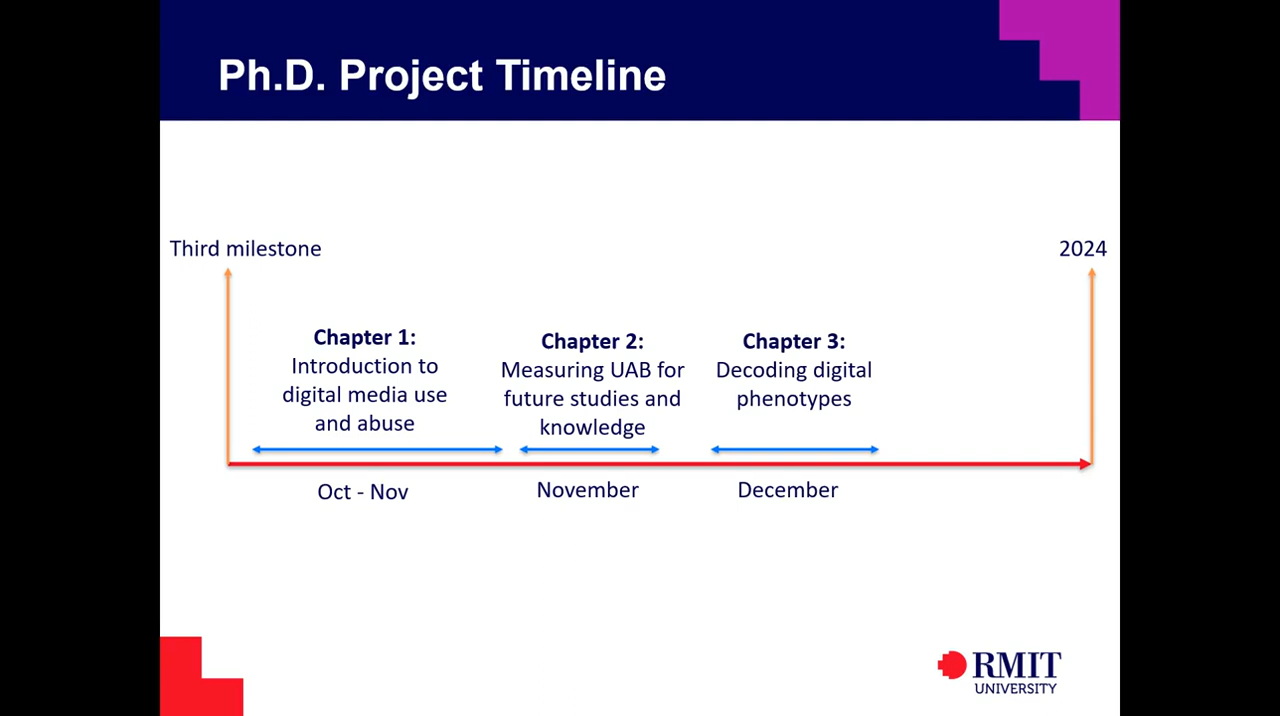 Ph.D. Project Timeline
Third milestone
2024
Chapter 1:
Introduction to
digital media use
and abuse
Chapter 2:
Measuring UAB for
future studies and
knowledge
Chapter 3:
Decoding digital
phenotypes
Oct - Nov
November
December
RMIT
UNIVERSITY